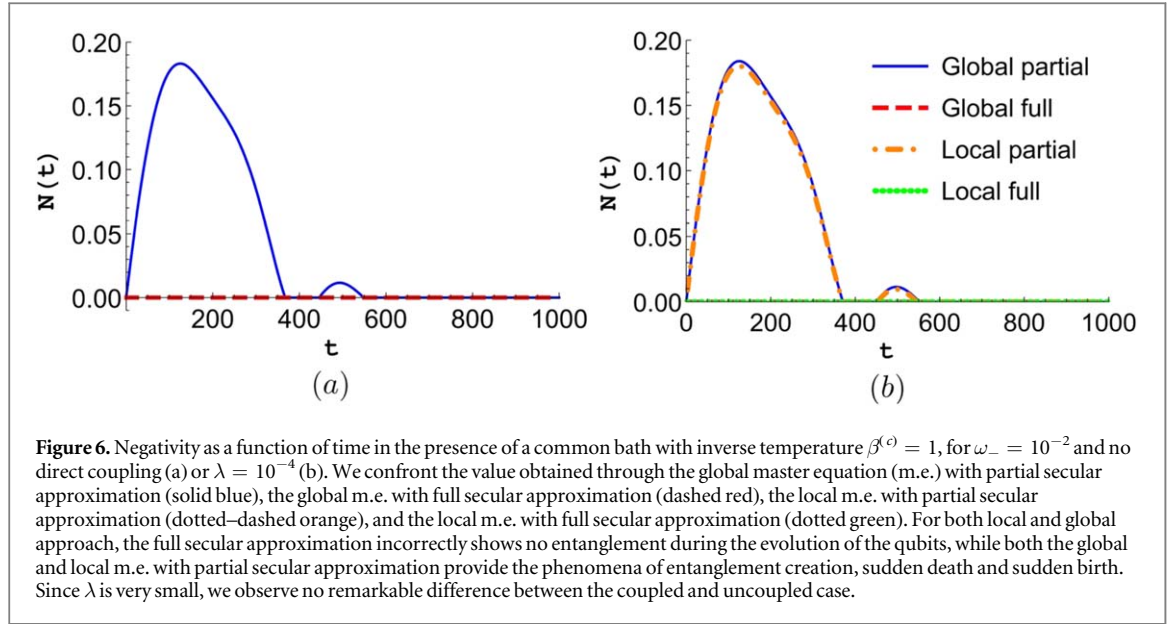 0.20
0.15
0.10
0.05
0.00
N(t)
200
400
600
800
1000
t
(a)
0.20
0.15
0.10
0.05
0.00
N(t)
0
200
400
600
800
1000
t
(b)
Global partial
Global full
Local partial
Local full
Figure 6. Negativity as a function of time in the presence of a common bath with inverse temperature β^(c) = 1, for ω₋ = 10⁻² and no
direct coupling (a) or λ = 10⁻⁴ (b). We confront the value obtained through the global master equation (m.e.) with partial secular
approximation (solid blue), the global m.e. with full secular approximation (dashed red), the local m.e. with partial secular
approximation (dotted–dashed orange), and the local m.e. with full secular approximation (dotted green). For both local and global
approach, the full secular approximation incorrectly shows no entanglement during the evolution of the qubits, while both the global
and local m.e. with partial secular approximation provide the phenomena of entanglement creation, sudden death and sudden birth.
Since λ is very small, we observe no remarkable difference between the coupled and uncoupled case.